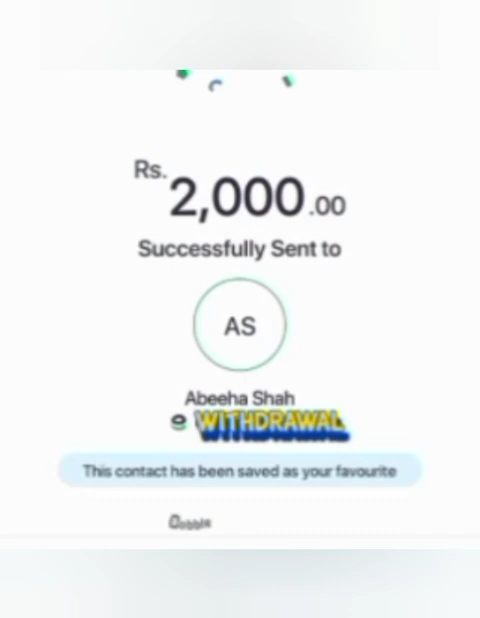 Rs. 2,000.00
Successfully Sent to
AS
Abeeha Shah
WITHDRAWAL
This contact has been saved as your favourite